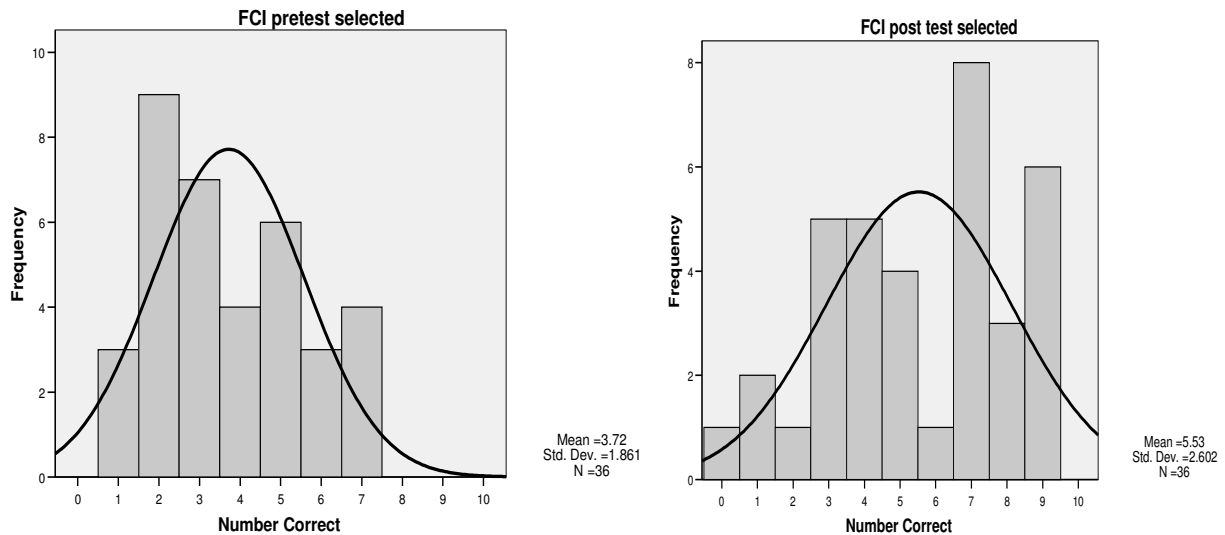 FCI pretest selected
10
8
6
4
2
0
Frequency
0 1 2 3 4 5 6 7 8 9 10
Number Correct
Mean =3.72
Std. Dev. =1.861
N =36
FCI post test selected
8
6
4
2
0
Frequency
0 1 2 3 4 5 6 7 8 9 10
Number Correct
Mean =5.53
Std. Dev. =2.602
N =36